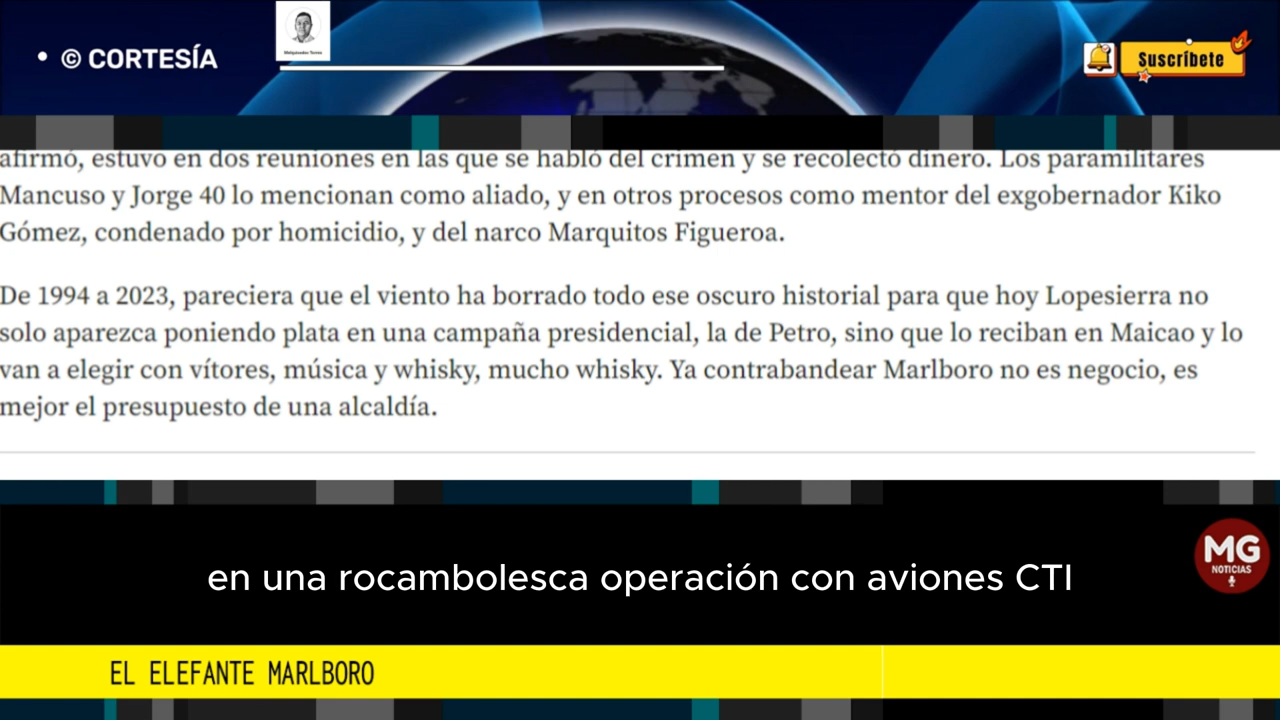 • © CORTESÍA
Suscríbete
afirmó, estuvo en dos reuniones en las que se habló del crimen y se recolectó dinero. Los paramilitares
Mancuso y Jorge 40 lo mencionan como aliado, y en otros procesos como mentor del exgobernador Kiko
Gómez, condenado por homicidio, y del narco Marquitos Figueroa.
De 1994 a 2023, pareciera que el viento ha borrado todo ese oscuro historial para que hoy Lopesierra no
solo aparezca poniendo plata en una campaña presidencial, la de Petro, sino que lo reciban en Maicao y lo
van a elegir con vítores, música y whisky, mucho whisky. Ya contrabandear Marlboro no es negocio, es
mejor el presupuesto de una alcaldía.
en una rocambolesca operación con aviones CTI
MG
NOTICIAS
EL ELEFANTE MARLBORO